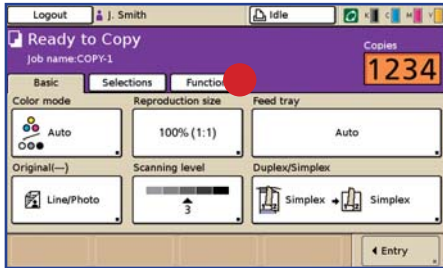 Logout
J. Smith
Idle
K C M Y
Ready to Copy
Job name:COPY-1
Copies
1234
Basic
Selections
Color mode
Reproduction size
Feed tray
Auto
100% (1:1)
Auto
Original(—)
Scanning level
Duplex/Simplex
Line/Photo
3
Simplex
Simplex
Entry